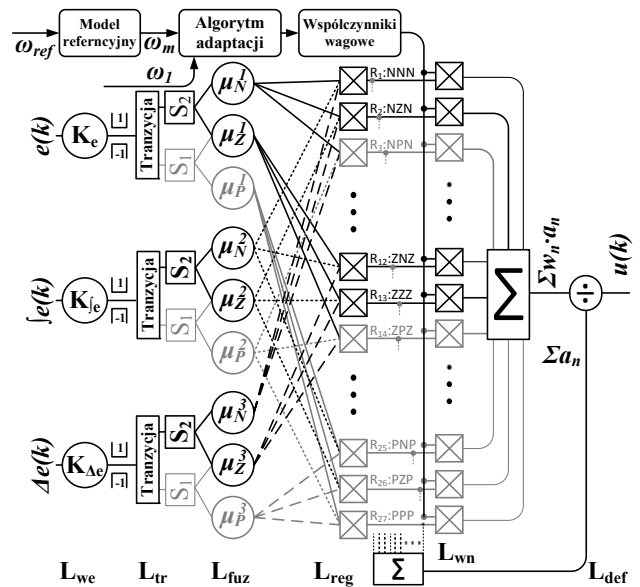 ω_ref
Model referncyjny
ω_m
Algorytm adaptacji
Współczynniki wagowe
ω_1
e(k)
K_e
1
-1
Tranzycja
S_2
S_1
μ_N^1
μ_Z^1
μ_P^1
R_1:NNN
R_2:NZN
R_3:NPN
∫e(k)
K_∫e
1
-1
Tranzycja
S_2
S_1
μ_N^2
μ_Z^2
μ_P^2
R_12:ZNZ
R_13:ZZZ
R_14:ZPZ
Σ
Σw_n·a_n
÷
u(k)
Σa_n
Δe(k)
K_Δe
1
-1
Tranzycja
S_2
S_1
μ_N^3
μ_Z^3
μ_P^3
R_25:PNP
R_26:PZP
R_27:PPP
Σ
L_we
L_tr
L_fuz
L_reg
L_wn
L_def